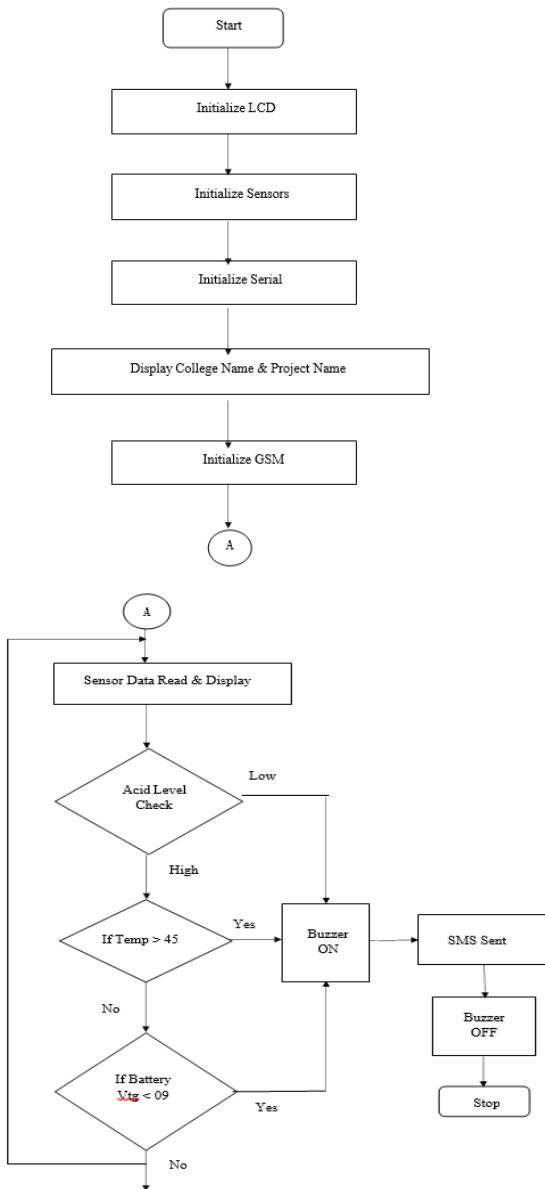 Start
Initialize LCD
Initialize Sensors
Initialize Serial
Display College Name & Project Name
Initialize GSM
A
A
Sensor Data Read & Display
Acid Level
Check
Low
High
If Temp > 45
Yes
Buzzer
ON
SMS Sent
No
Buzzer
OFF
If Battery
Vtg < 09
Yes
Stop
No